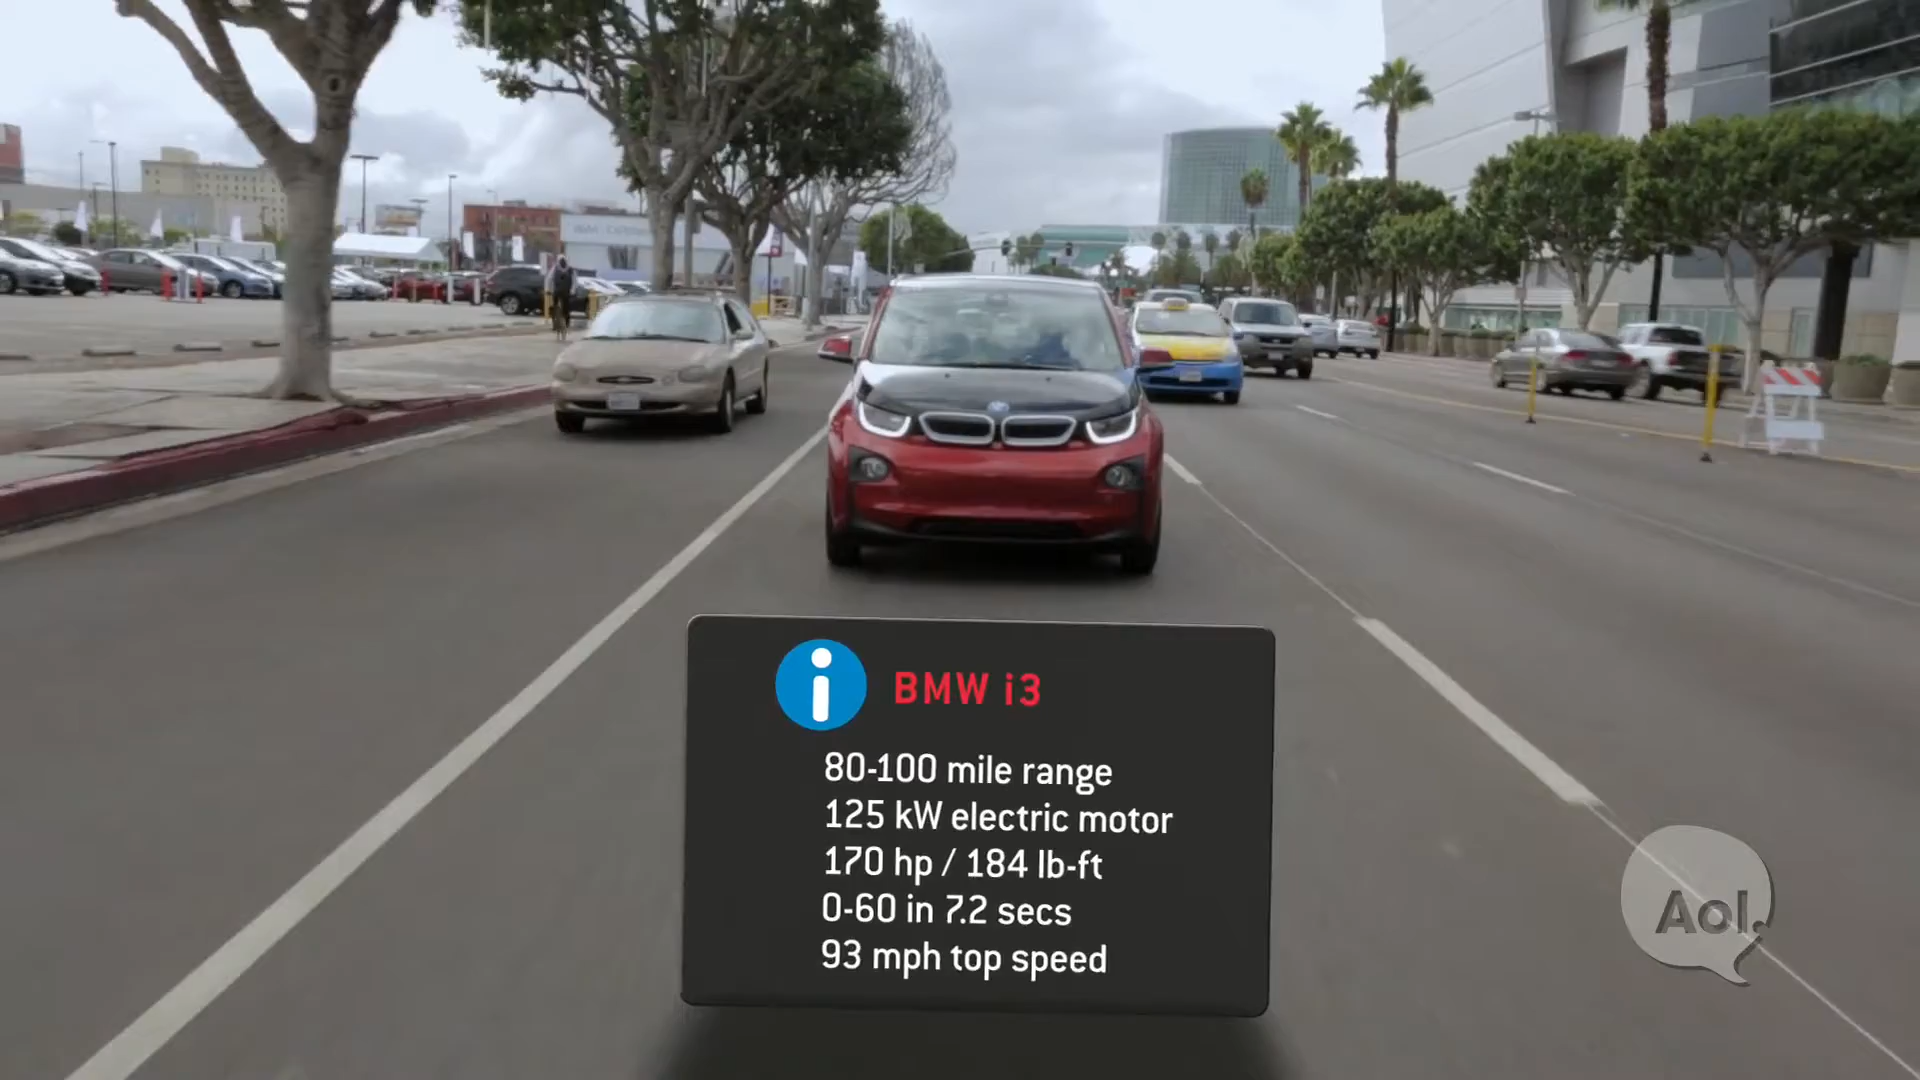 BMW i3
80-100 mile range
125 kW electric motor
170 hp / 184 lb-ft
0-60 in 7.2 secs
93 mph top speed
Aol.